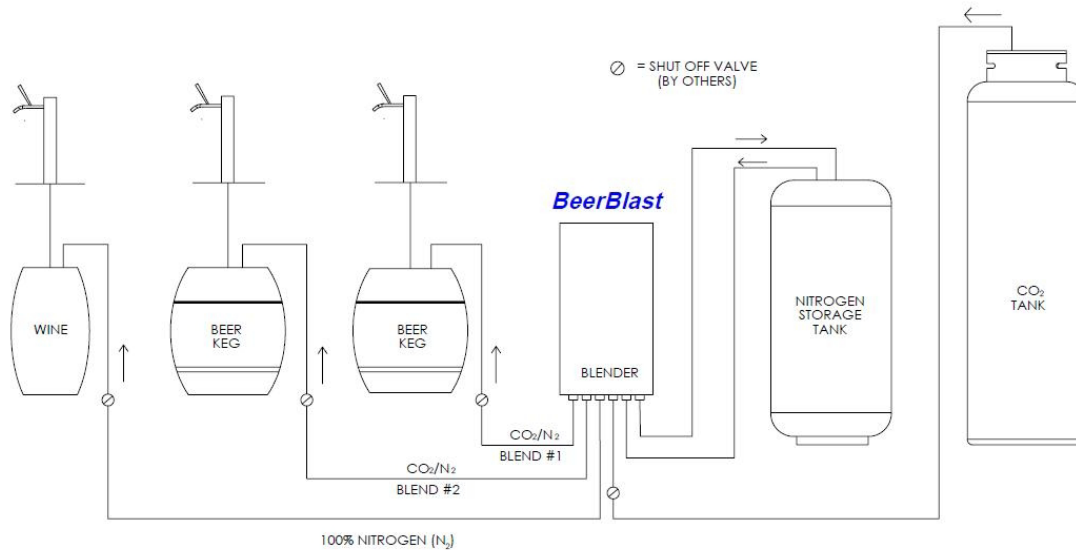 = SHUT OFF VALVE
(BY OTHERS)
BeerBlast
WINE
BEER
KEG
BEER
KEG
BLENDER
NITROGEN
STORAGE
TANK
CO₂
TANK
CO₂/N₂
BLEND #1
CO₂/N₂
BLEND #2
100% NITROGEN (N₂)